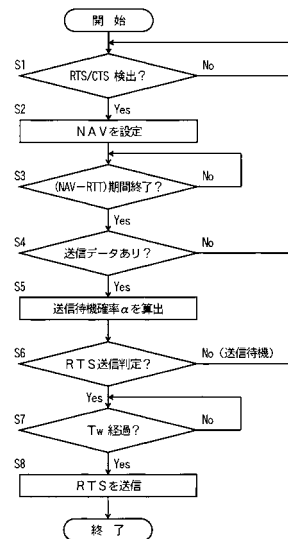 開 始
S1
RTS/CTS 検出?
No
Yes
S2
NAVを設定
S3
(NAV−RTT)期間終了?
No
Yes
S4
送信データあり?
No
Yes
S5
送信待機確率αを算出
S6
RTS送信判定?
No (送信待機)
Yes
S7
Tw 経過?
No
Yes
S8
RTSを送信
終 了